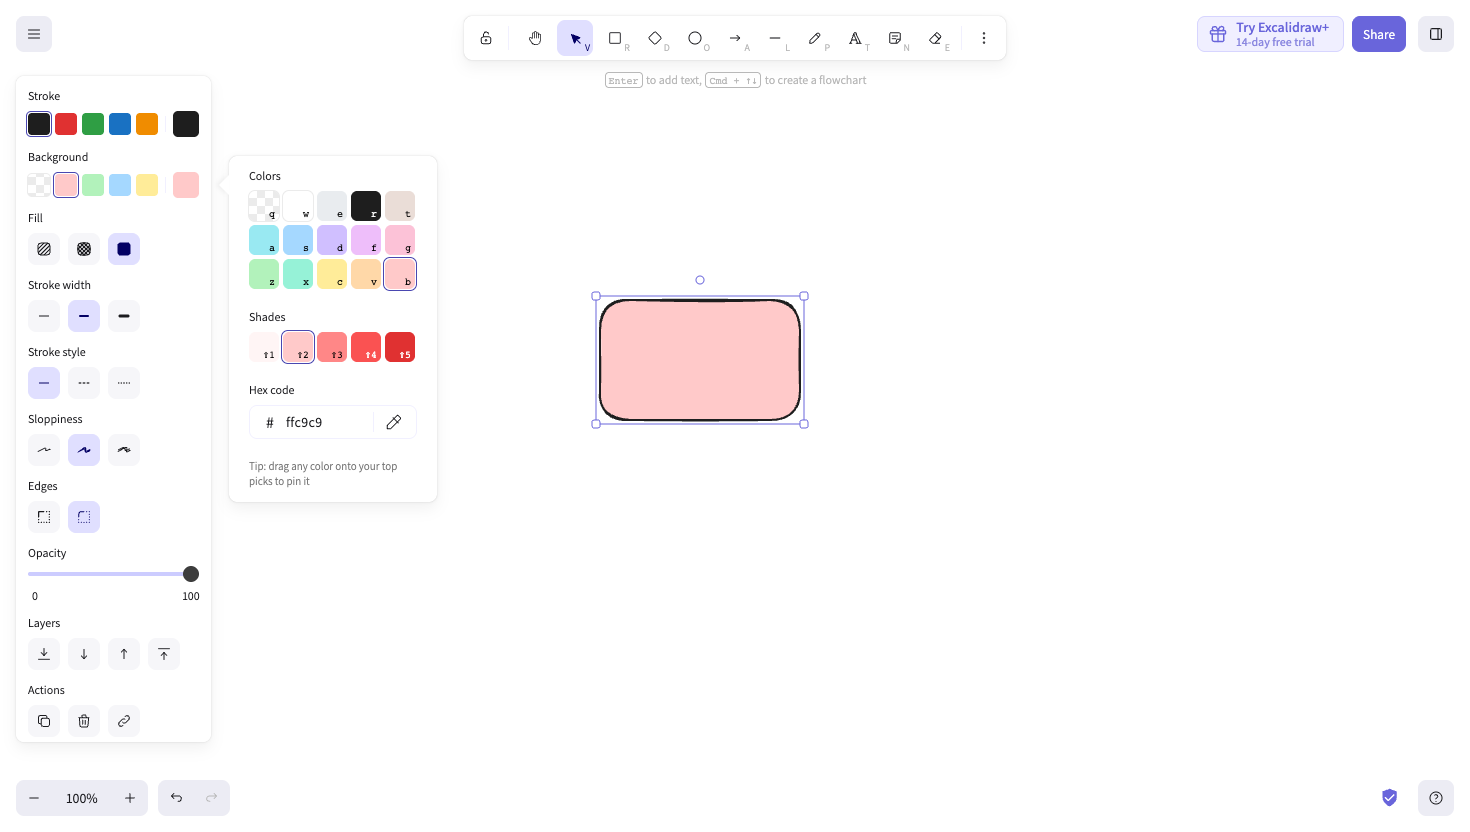 V
R
D
O
A
L
P
T
N
E
Try Excalidraw+
14-day free trial
Share
Enter to add text, Cmd + ↑↓ to create a flowchart
Stroke
Background
Fill
Stroke width
Stroke style
Sloppiness
Edges
Opacity
0 100
Layers
Actions
Colors
q w e r t
a s d f g
z x c v b
Shades
⇧1 ⇧2 ⇧3 ⇧4 ⇧5
Hex code
# ffc9c9
Tip: drag any color onto your top
picks to pin it
100%